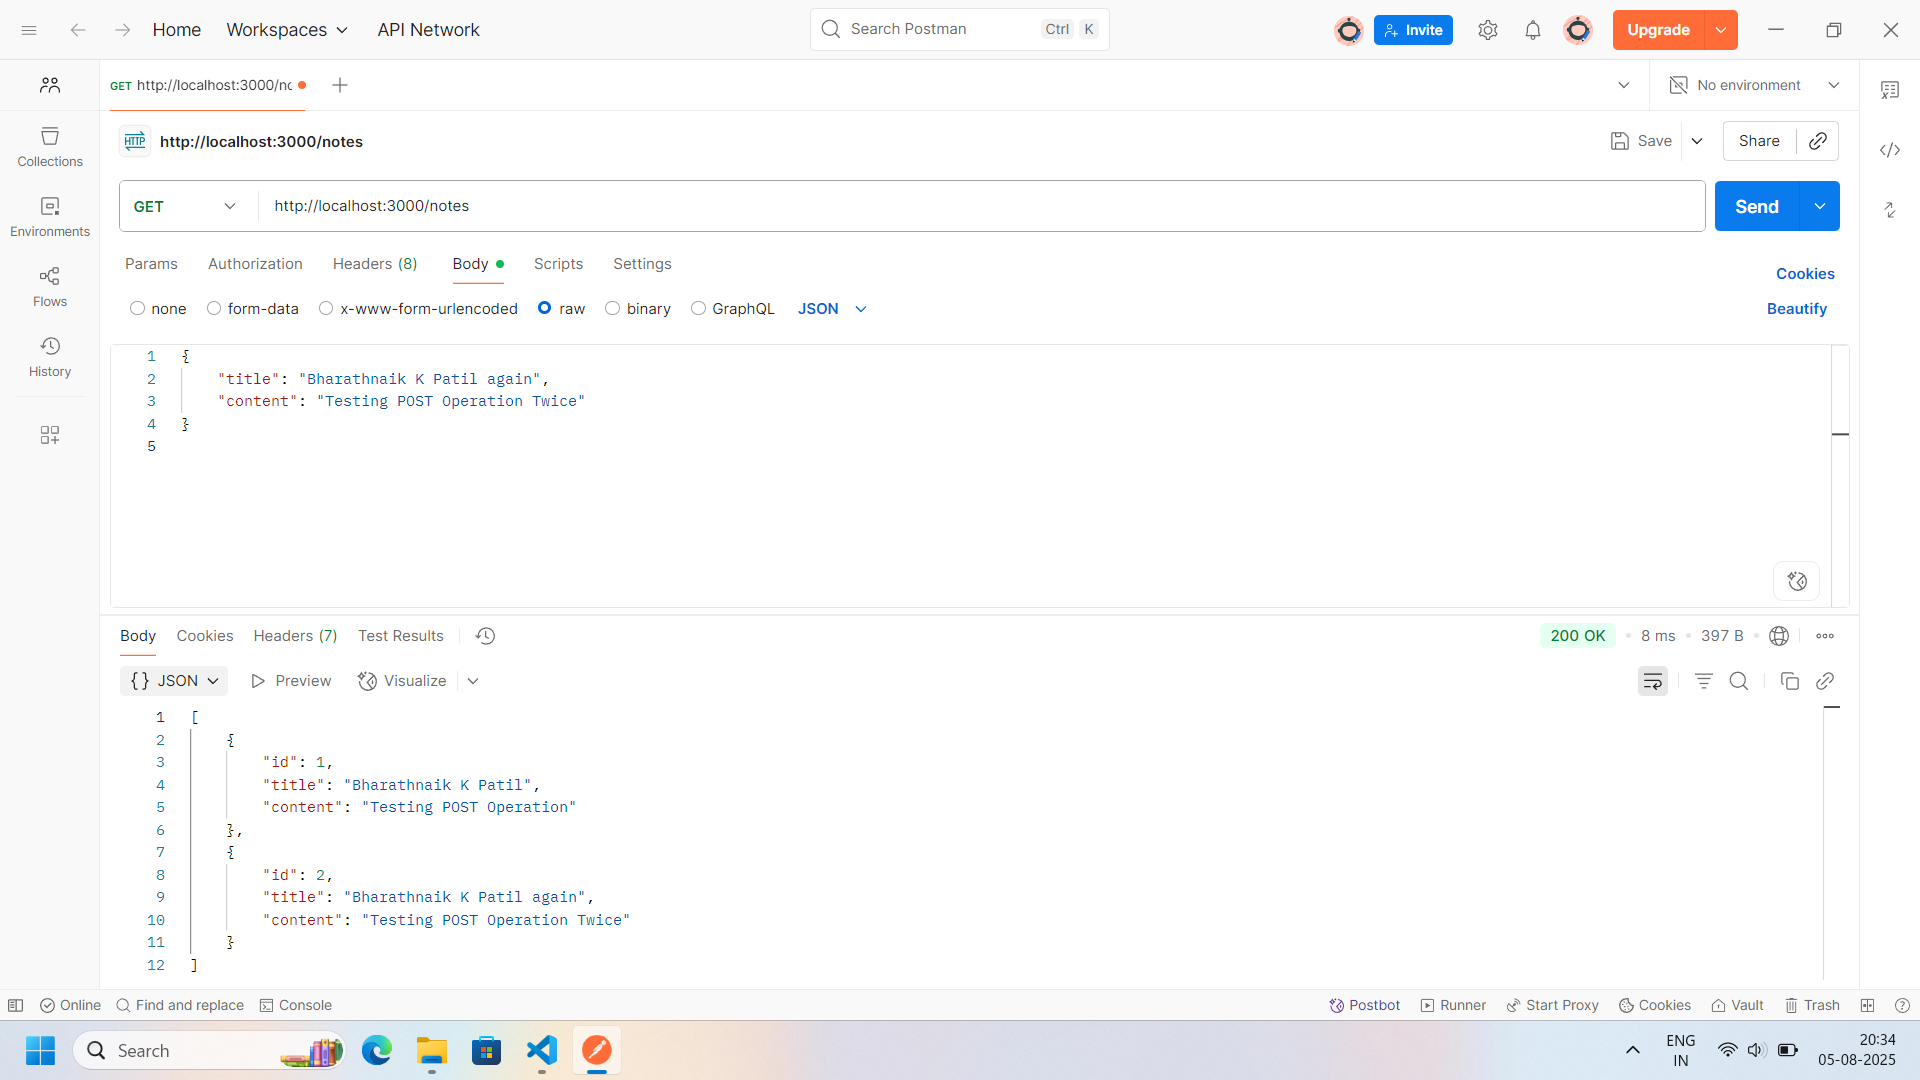 Home
Workspaces
API Network
Search Postman
Ctrl
K
Invite
Upgrade
GET http://localhost:3000/nc
No environment
HTTP
http://localhost:3000/notes
Save
Share
GET
http://localhost:3000/notes
Send
Collections
Environments
Flows
History
Params
Authorization
Headers (8)
Body
Scripts
Settings
Cookies
none
form-data
x-www-form-urlencoded
raw
binary
GraphQL
JSON
Beautify
1 {
2 "title": "Bharathnaik K Patil again",
3 "content": "Testing POST Operation Twice"
4 }
5
Body
Cookies
Headers (7)
Test Results
200 OK
8 ms
397 B
{} JSON
Preview
Visualize
1 [
2 {
3 "id": 1,
4 "title": "Bharathnaik K Patil",
5 "content": "Testing POST Operation"
6 },
7 {
8 "id": 2,
9 "title": "Bharathnaik K Patil again",
10 "content": "Testing POST Operation Twice"
11 }
12 ]
Online
Find and replace
Console
Postbot
Runner
Start Proxy
Cookies
Vault
Trash
Search
ENG
IN
20:34
05-08-2025